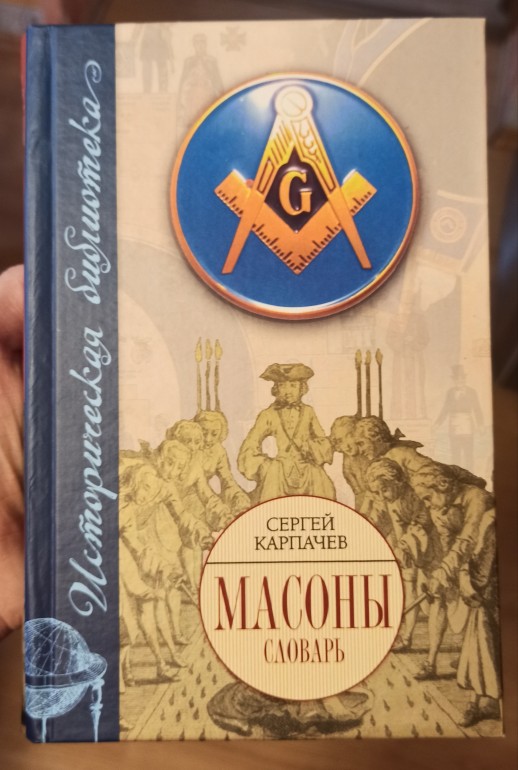 Историческая библиотека
G
СЕРГЕЙ
КАРПАЧЕВ
МАСОНЫ
СЛОВАРЬ